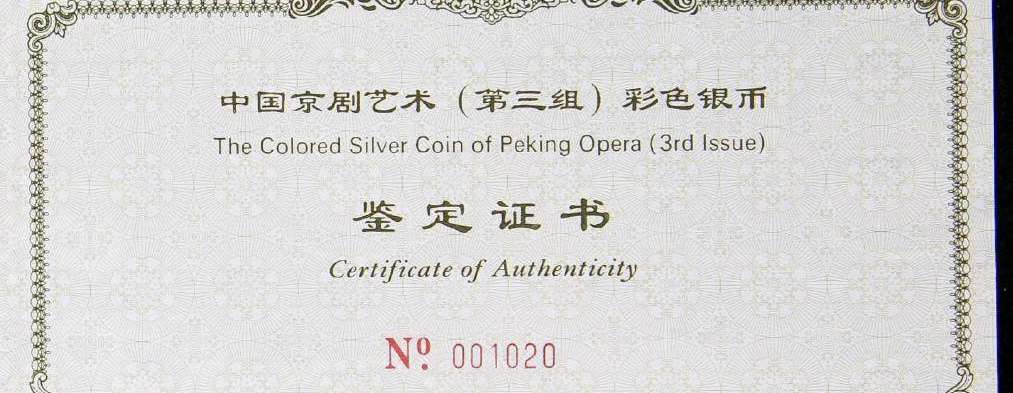 中国京剧艺术（第三组）彩色银币
The Colored Silver Coin of Peking Opera (3rd Issue)
鉴定证书
Certificate of Authenticity
Nº 001020